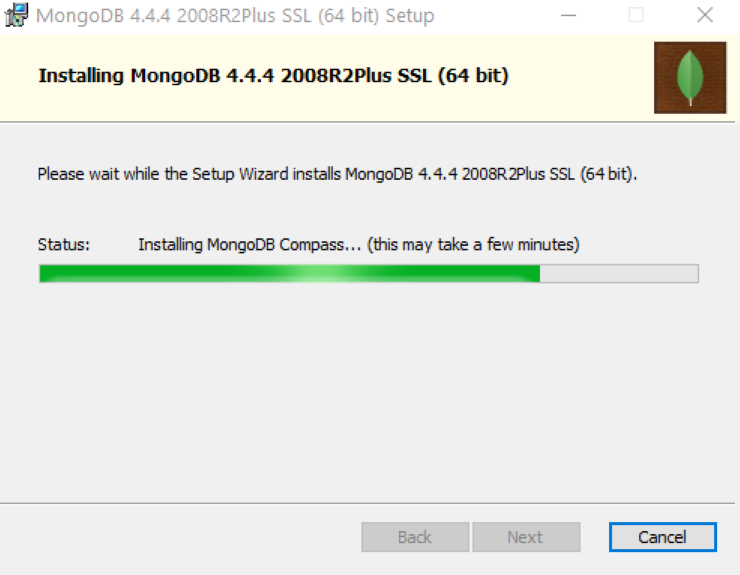 MongoDB 4.4.4 2008R2Plus SSL (64 bit) Setup
Installing MongoDB 4.4.4 2008R2Plus SSL (64 bit)
Please wait while the Setup Wizard installs MongoDB 4.4.4 2008R2Plus SSL (64 bit).
Status: Installing MongoDB Compass... (this may take a few minutes)
Back Next Cancel